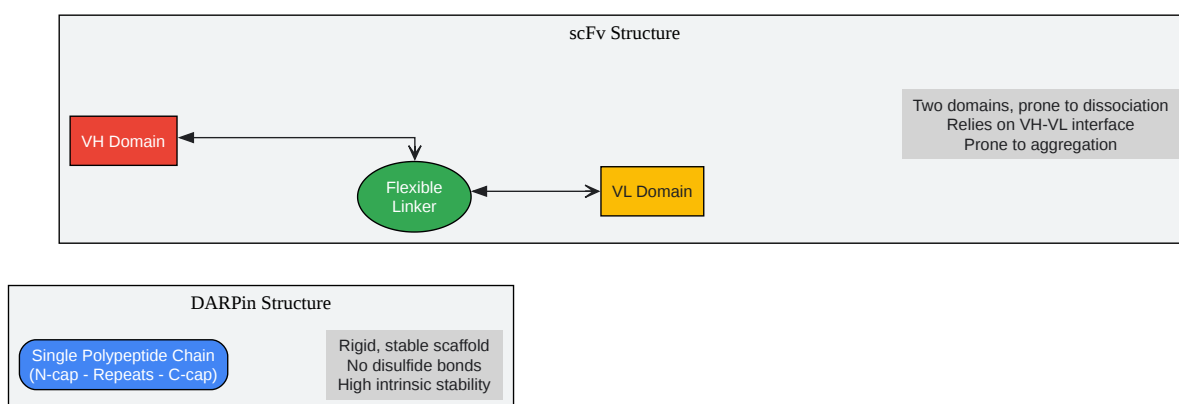 scFv Structure
VH Domain
Flexible
Linker
VL Domain
Two domains, prone to dissociation
Relies on VH-VL interface
Prone to aggregation
DARPin Structure
Single Polypeptide Chain
(N-cap - Repeats - C-cap)
Rigid, stable scaffold
No disulfide bonds
High intrinsic stability